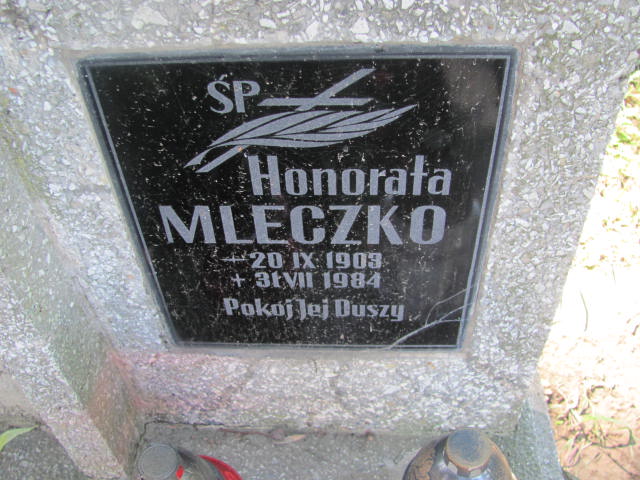 ŚP
Honorata
MLECZKO
20 IX 1903
+ 31 VII 1984
Pokój Jej Duszy